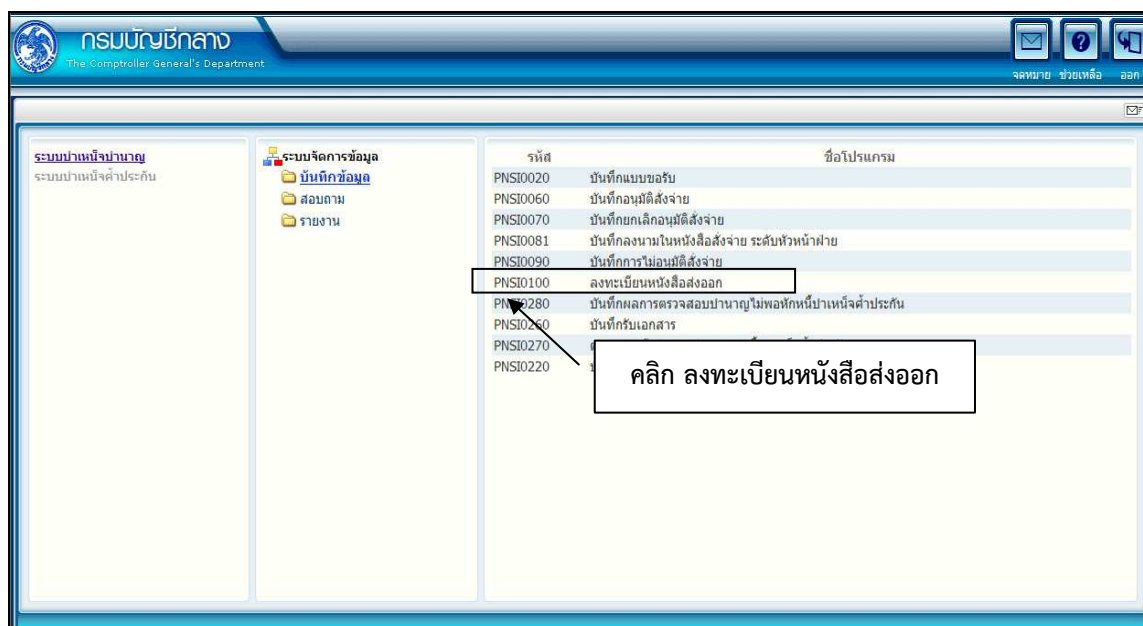 กรมบัญชีกลาง
The Comptroller General's Department
จดหมาย ช่วยเหลือ ออก
ระบบบำเหน็จบำนาญ
ระบบบำเหน็จค้ำประกัน
ระบบจัดการข้อมูล
บันทึกข้อมูล
สอบถาม
รายงาน
รหัส ชื่อโปรแกรม
PNSI0020 บันทึกแบบขอรับ
PNSI0060 บันทึกอนุมัติสั่งจ่าย
PNSI0070 บันทึกยกเลิกอนุมัติสั่งจ่าย
PNSI0081 บันทึกลงนามในหนังสือสั่งจ่าย ระดับหัวหน้าฝ่าย
PNSI0090 บันทึกการไม่อนุมัติสั่งจ่าย
PNSI0100 ลงทะเบียนหนังสือส่งออก
PNSI0280 บันทึกผลการตรวจสอบบำนาญไม่พอหักหนี้บำเหน็จค้ำประกัน
PNSI0260 บันทึกรับเอกสาร
PNSI0270
PNSI0220
คลิก ลงทะเบียนหนังสือส่งออก